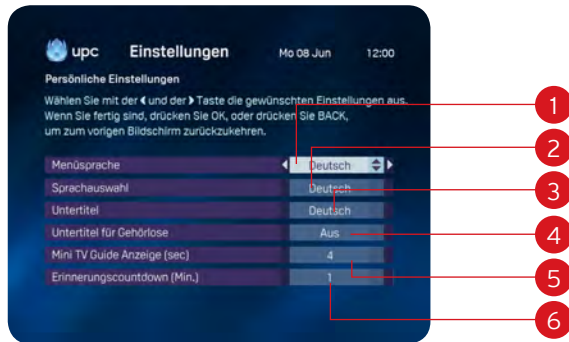 upc Einstellungen Mo 08 Jun 12:00
Persönliche Einstellungen
Wählen Sie mit der und der Taste die gewünschten Einstellungen aus.
Wenn Sie fertig sind, drücken Sie OK, oder drücken Sie BACK,
um zum vorigen Bildschirm zurückzukehren.
Menüsprache Deutsch 1
Sprachauswahl Deutsch 2
Untertitel Deutsch 3
Untertitel für Gehörlose Aus 4
Mini TV Guide Anzeige (sec) 4 5
Erinnerungscountdown (Min.) 1 6